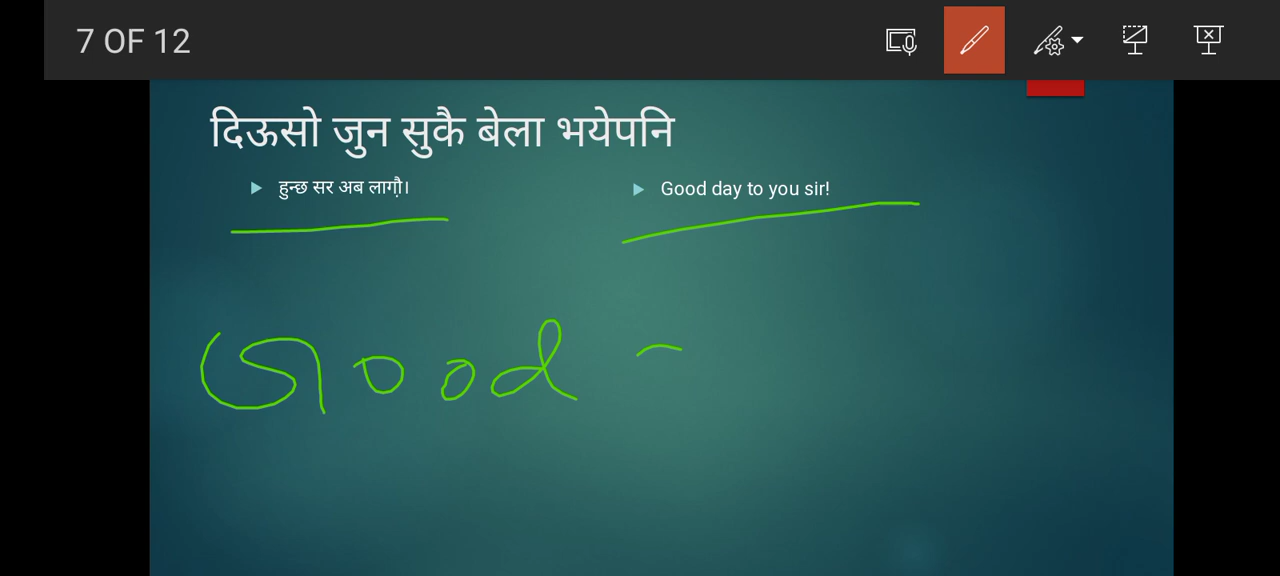 7 OF 12
दिऊसो जुन सुकै बेला भयेपनि
हुन्छ सर अब लागौ़।
Good day to you sir!
Good